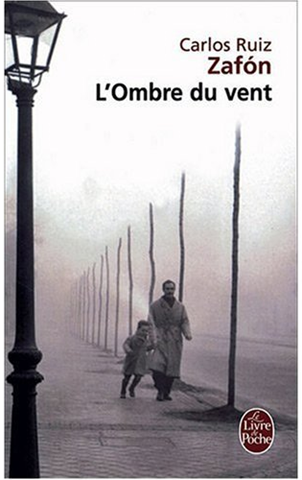 Carlos Ruiz
Zafón
L'Ombre du vent
Le
Livre
de
Poche